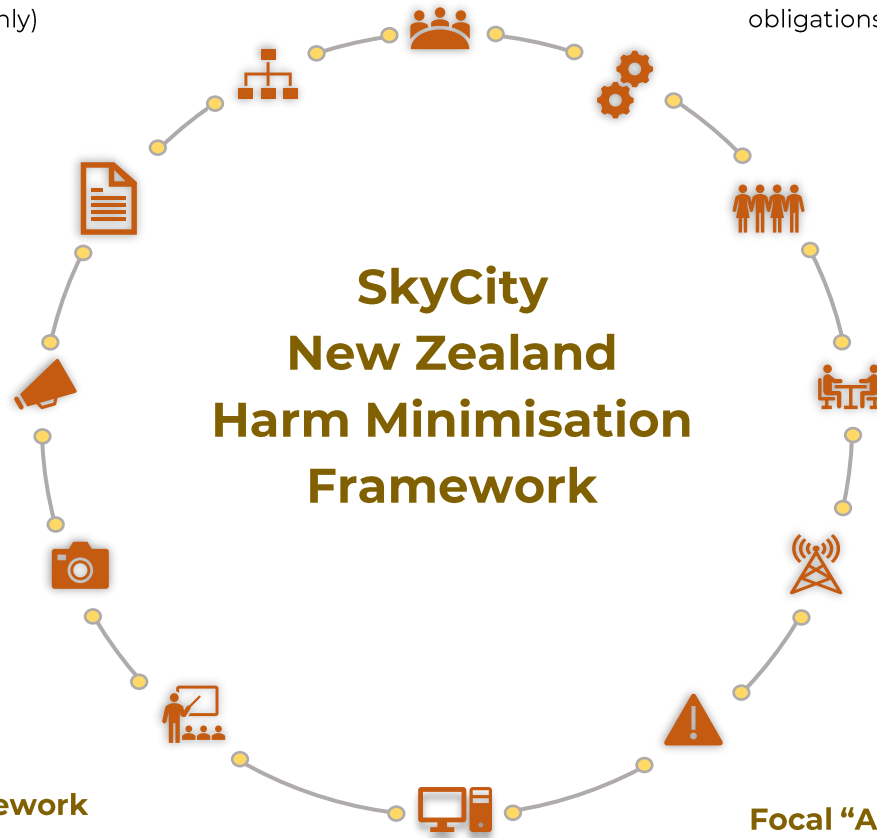 nly)
obligations
SkyCity
New Zealand
Harm Minimisation
Framework
ework
Focal “A